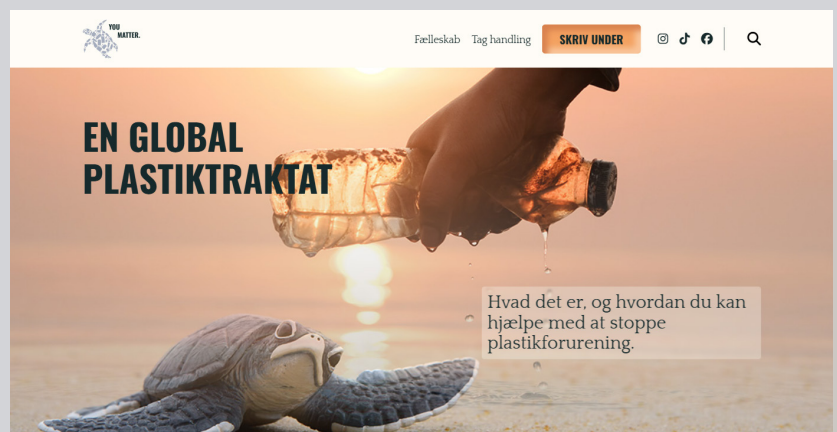 YOU
MATTER.
Fælleskab
Tag handling
SKRIV UNDER
EN GLOBAL
PLASTIKTRAKTAT
Hvad det er, og hvordan du kan
hjælpe med at stoppe
plastikforurening.